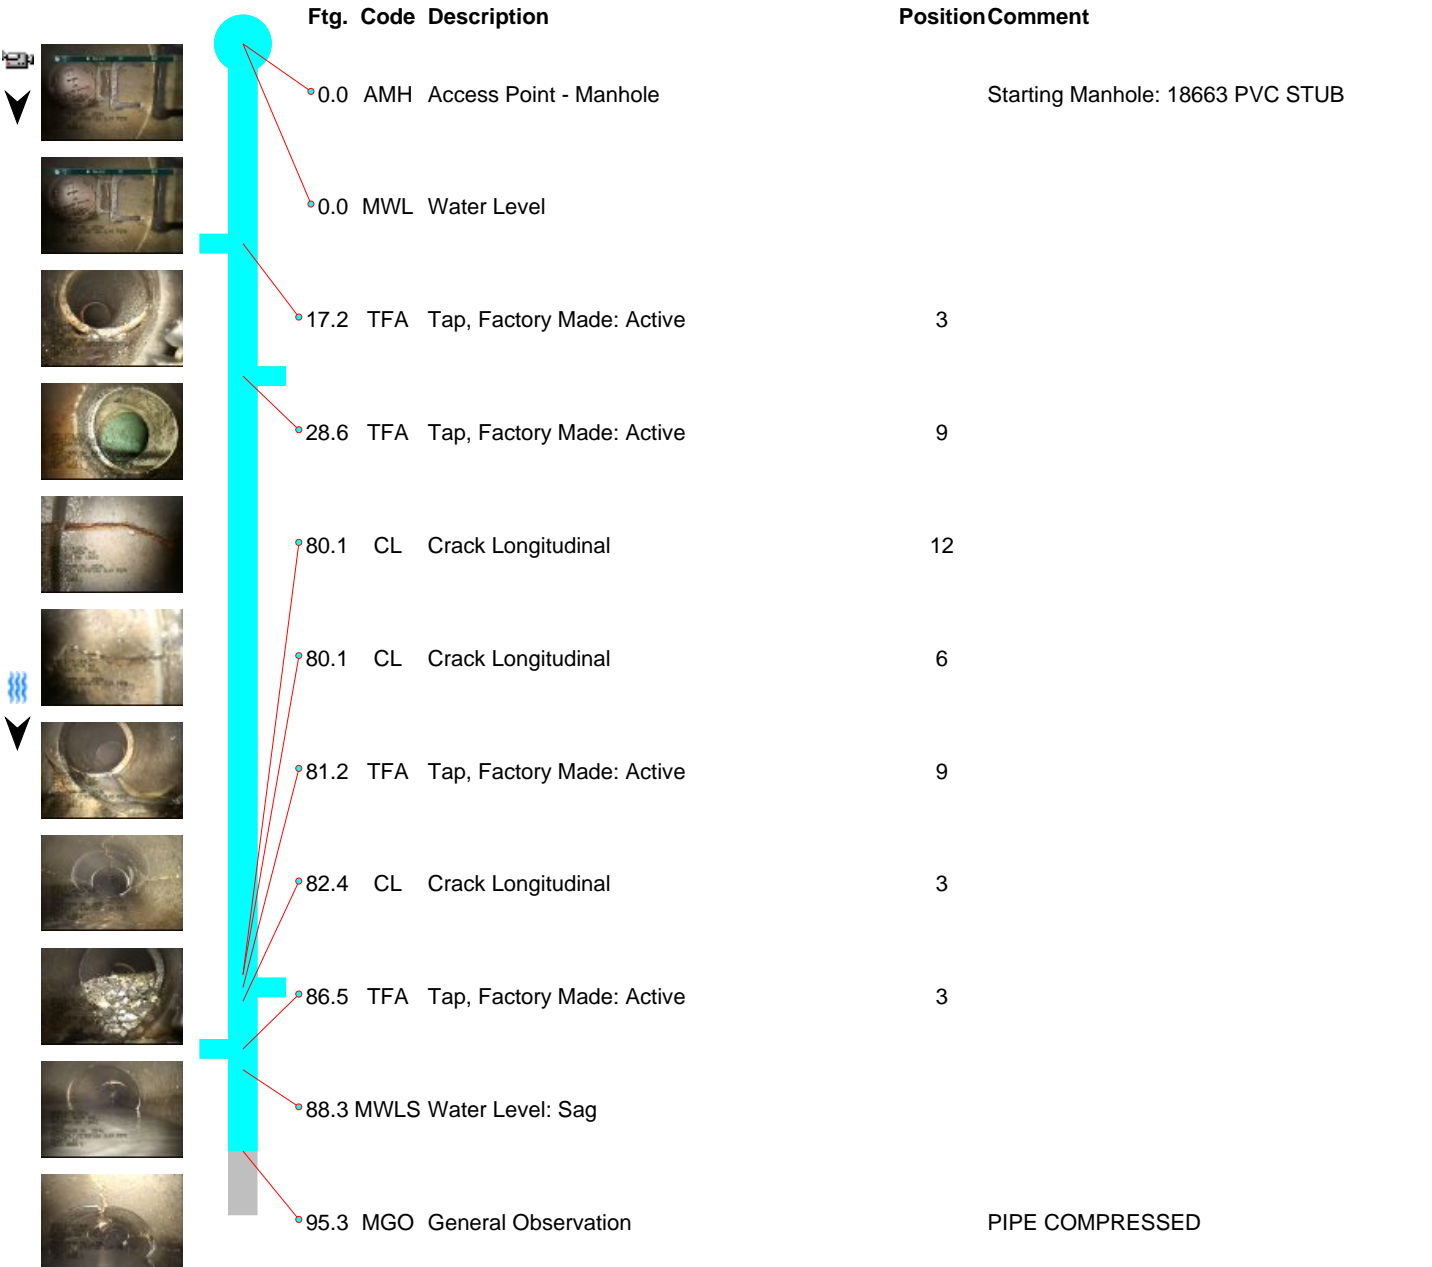 Ftg. Code Description Position Comment
0.0 AMH Access Point - Manhole Starting Manhole: 18663 PVC STUB
0.0 MWL Water Level
17.2 TFA Tap, Factory Made: Active 3
28.6 TFA Tap, Factory Made: Active 9
80.1 CL Crack Longitudinal 12
80.1 CL Crack Longitudinal 6
81.2 TFA Tap, Factory Made: Active 9
82.4 CL Crack Longitudinal 3
86.5 TFA Tap, Factory Made: Active 3
88.3 MWLS Water Level: Sag
95.3 MGO General Observation PIPE COMPRESSED